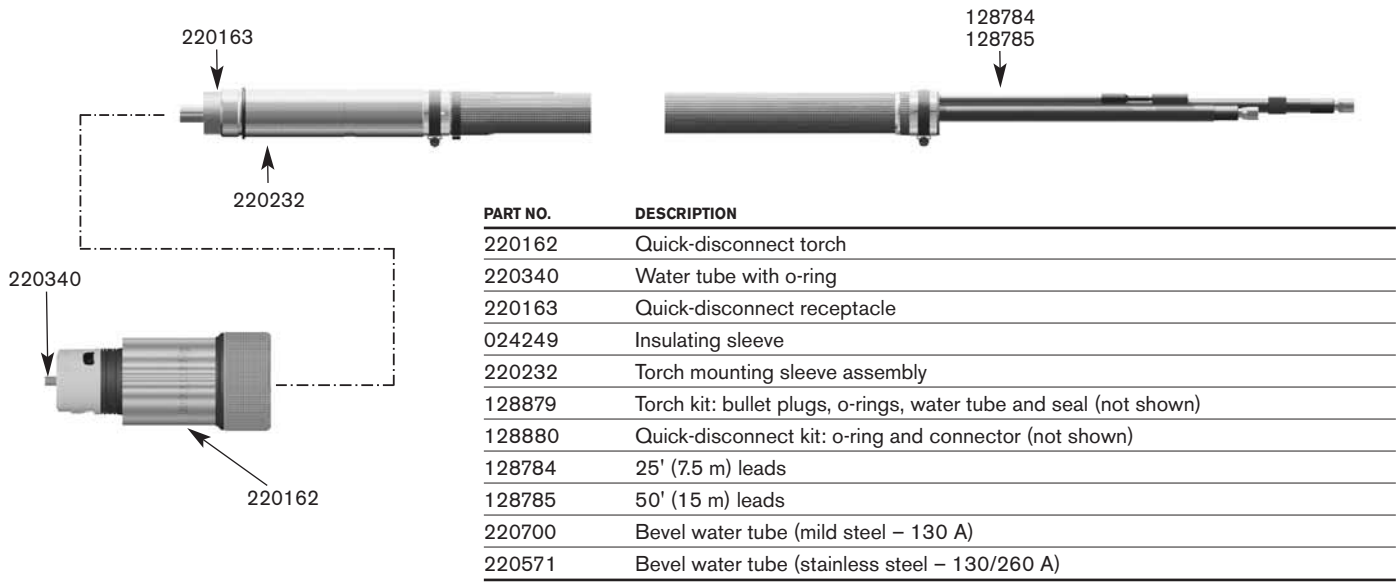 220163
128784
128785
220232
220340
220162
PART NO. DESCRIPTION
220162 Quick-disconnect torch
220340 Water tube with o-ring
220163 Quick-disconnect receptacle
024249 Insulating sleeve
220232 Torch mounting sleeve assembly
128879 Torch kit: bullet plugs, o-rings, water tube and seal (not shown)
128880 Quick-disconnect kit: o-ring and connector (not shown)
128784 25' (7.5 m) leads
128785 50' (15 m) leads
220700 Bevel water tube (mild steel – 130 A)
220571 Bevel water tube (stainless steel – 130/260 A)